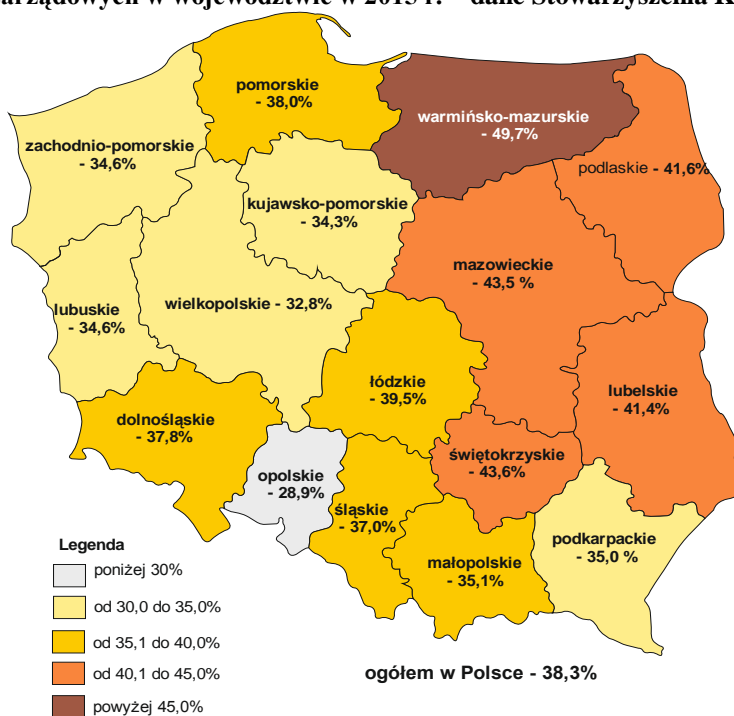 w województwie w 2015 r. – dane Stowarzyszenia
pomorskie
- 38,0%
warmińsko-mazurskie
- 49,7%
zachodnio-pomorskie
- 34,6%
podlaskie - 41,6%
kujawsko-pomorskie
- 34,3%
mazowieckie
- 43,5 %
lubuskie
- 34,6%
wielkopolskie - 32,8%
łódzkie
- 39,5%
lubelskie
- 41,4%
dolnośląskie
- 37,8%
świętokrzyskie
- 43,6%
opolskie
- 28,9%
śląskie
- 37,0%
podkarpackie
- 35,0 %
małopolskie
- 35,1%
Legenda
poniżej 30%
od 30,0 do 35,0%
od 35,1 do 40,0%
od 40,1 do 45,0%
powyżej 45,0%
ogółem w Polsce - 38,3%